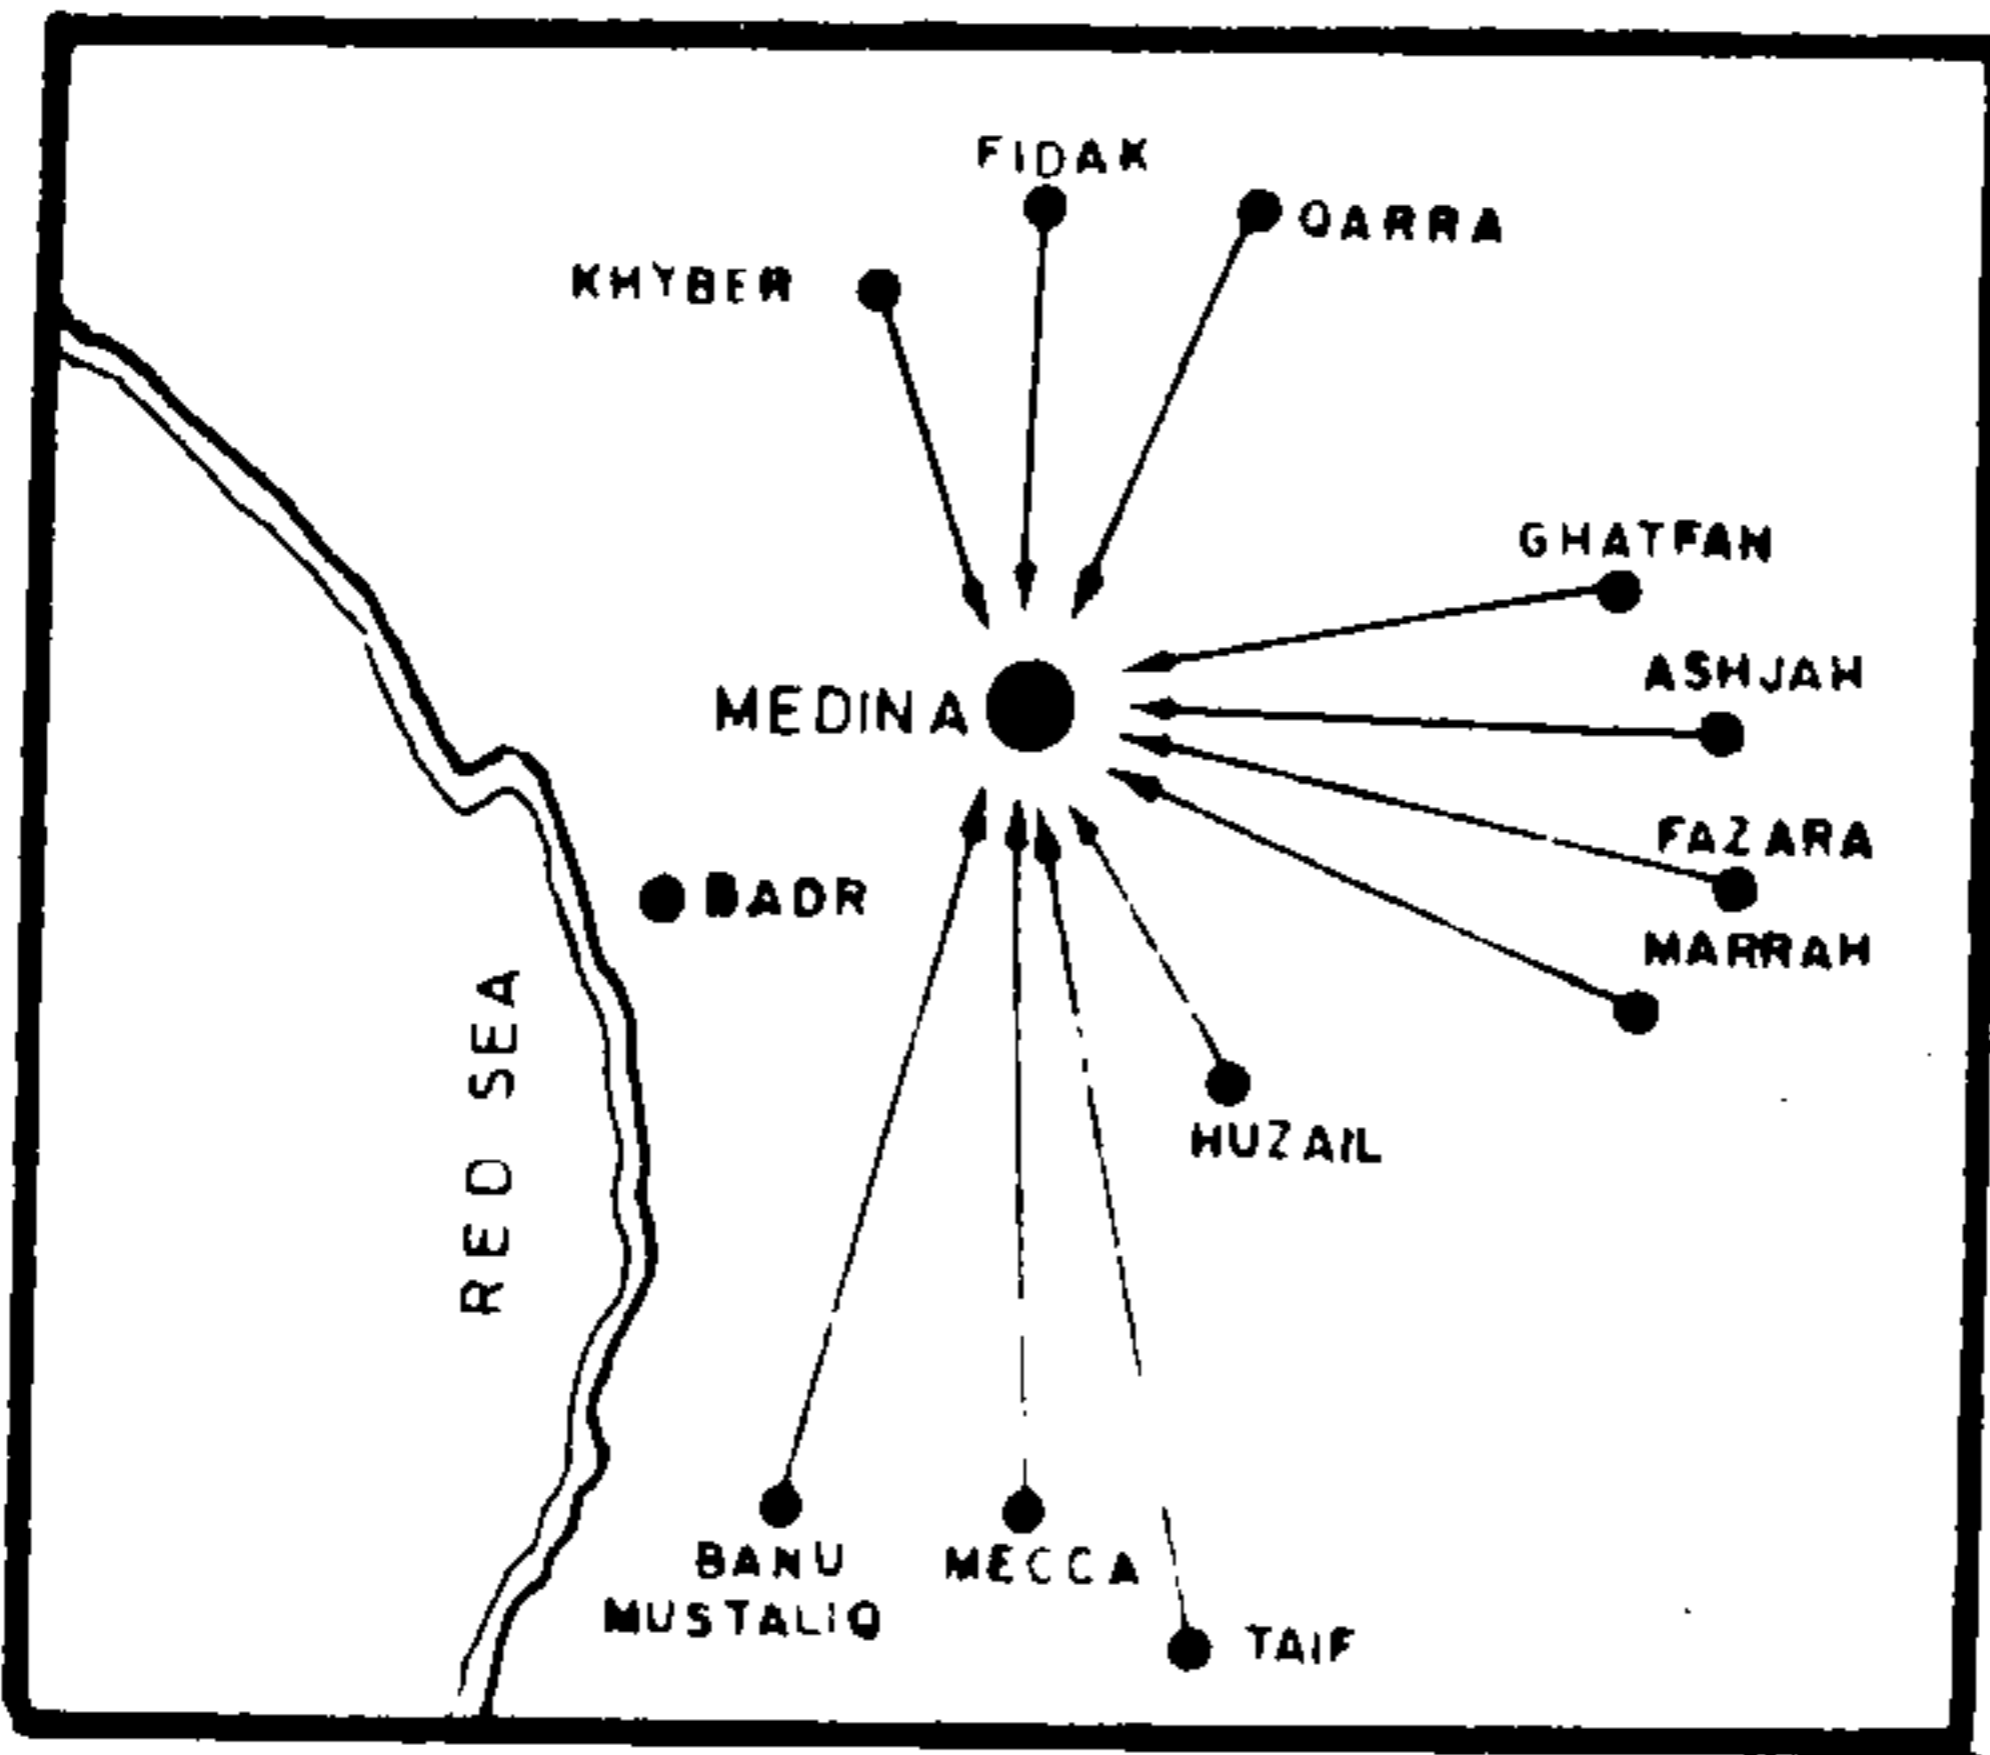 FIDAK
QARRA
KHYBER
GHATFAN
ASHJAH
MEDINA
FAZARA
BADR
MARRAH
RED SEA
HUZAIL
BANU
MUSTALIQ
MECCA
TAIF